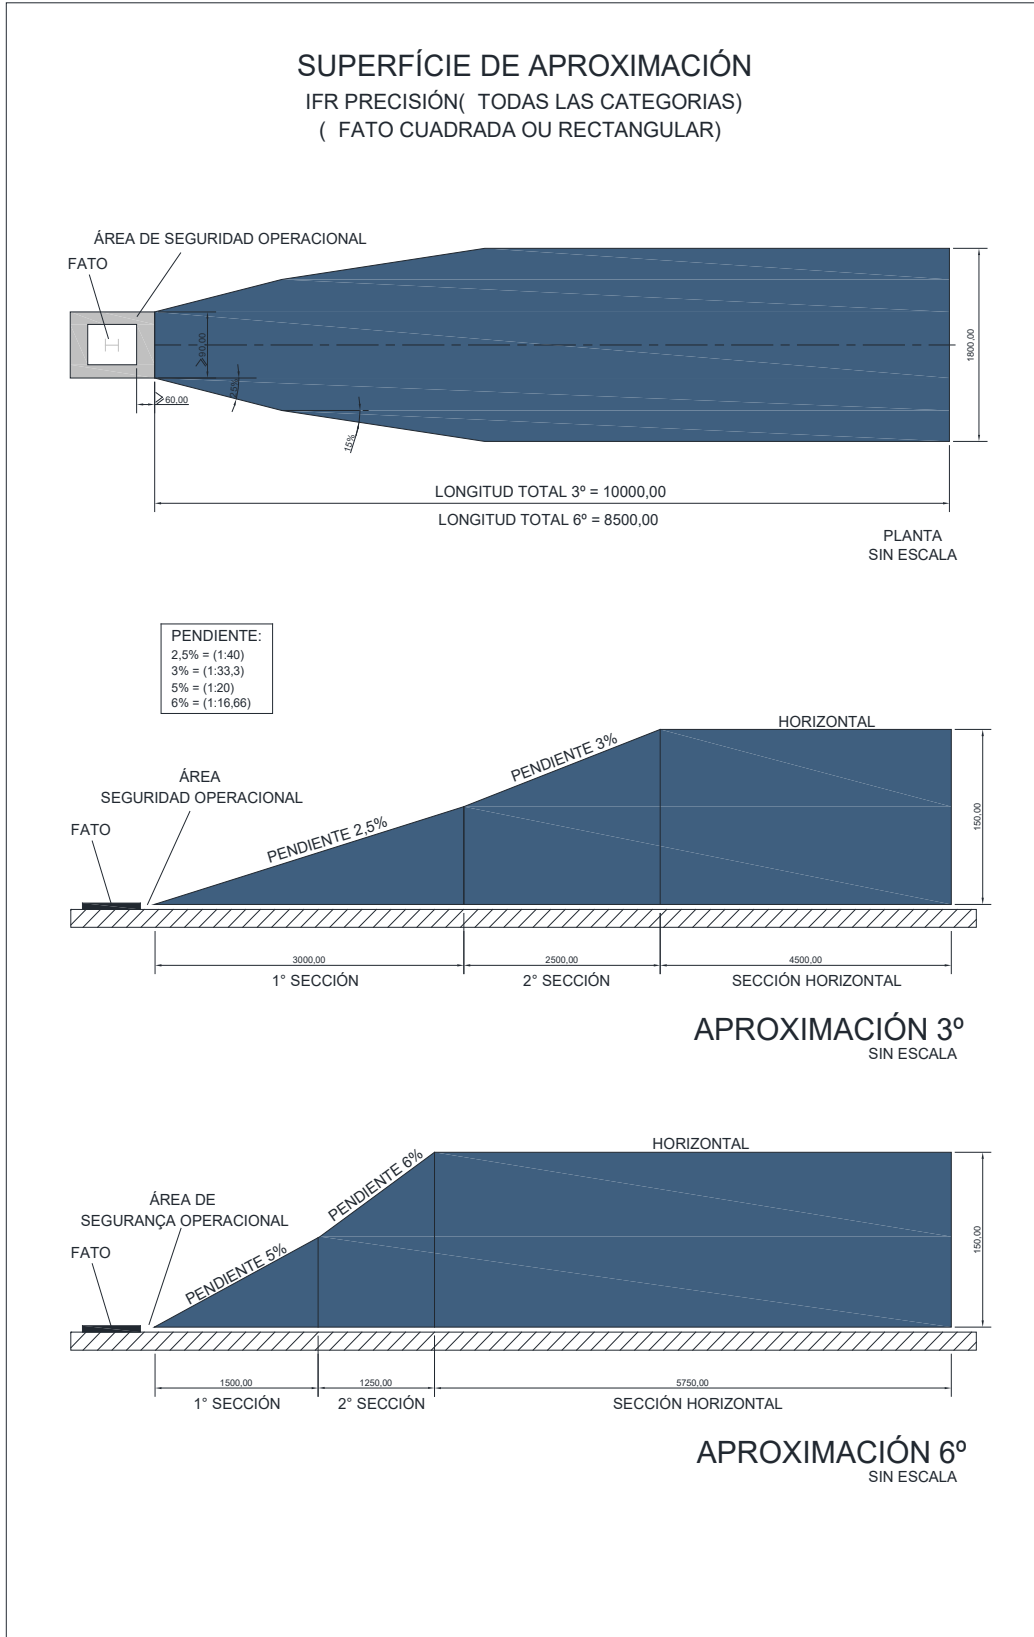 SUPERFÍCIE DE APROXIMACIÓN
IFR PRECISIÓN( TODAS LAS CATEGORIAS)
( FATO CUADRADA OU RECTANGULAR)
ÁREA DE SEGURIDAD OPERACIONAL
FATO
H
≥90,00
1800,00
25%
≥60,00
15%
LONGITUD TOTAL 3º = 10000,00
LONGITUD TOTAL 6º = 8500,00
PLANTA
SIN ESCALA
PENDIENTE:
2,5% = (1:40)
3% = (1:33,3)
5% = (1:20)
6% = (1:16,66)
HORIZONTAL
PENDIENTE 3%
ÁREA
SEGURIDAD OPERACIONAL
FATO
PENDIENTE 2,5%
150,00
3000,00
2500,00
4500,00
1° SECCIÓN
2° SECCIÓN
SECCIÓN HORIZONTAL
APROXIMACIÓN 3º
SIN ESCALA
HORIZONTAL
PENDIENTE 6%
ÁREA DE
SEGURANÇA OPERACIONAL
FATO
PENDIENTE 5%
150,00
1500,00
1250,00
5750,00
1° SECCIÓN
2° SECCIÓN
SECCIÓN HORIZONTAL
APROXIMACIÓN 6º
SIN ESCALA